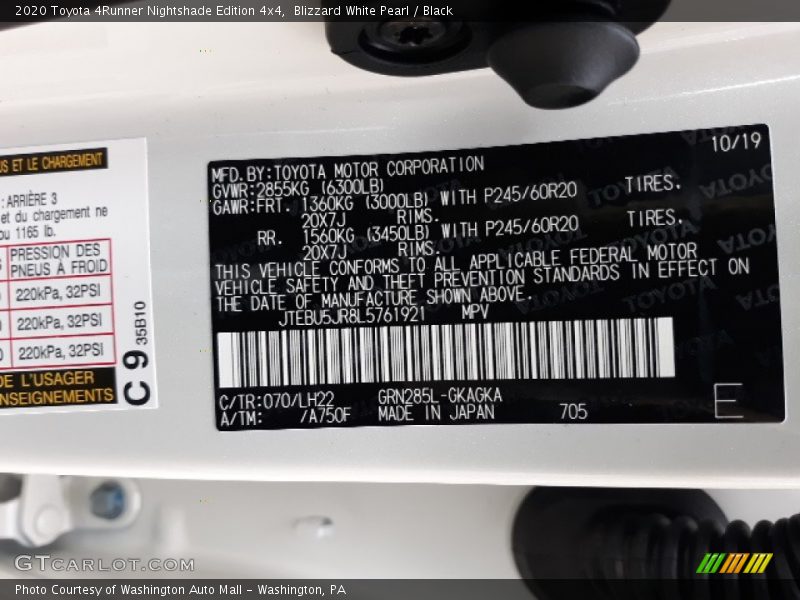 2020 Toyota 4Runner Nightshade Edition 4x4, Blizzard White Pearl / Black
US ET LE CHARGEMENT
: ARRIÈRE 3
et du chargement ne
ou 1165 lb.
PRESSION DES
PNEUS À FROID
220kPa, 32PSI
220kPa, 32PSI
220kPa, 32PSI
DE L'USAGER
NSEIGNEMENTS
C 9 35B10
10/19
MFD.BY:TOYOTA MOTOR CORPORATION
GVWR:2855KG (6300LB)
GAWR:FRT. 1360KG (3000LB) WITH P245/60R20 TIRES.
20X7J RIMS.
RR. 1560KG (3450LB) WITH P245/60R20 TIRES.
20X7J RIMS.
THIS VEHICLE CONFORMS TO ALL APPLICABLE FEDERAL MOTOR
VEHICLE SAFETY AND THEFT PREVENTION STANDARDS IN EFFECT ON
THE DATE OF MANUFACTURE SHOWN ABOVE.
JTEBU5JR8L5761921 MPV
C/TR:070/LH22 GRN285L-GKAGKA
A/TM: /A750F MADE IN JAPAN 705
E
GTCARLOT.COM
Photo Courtesy of Washington Auto Mall - Washington, PA